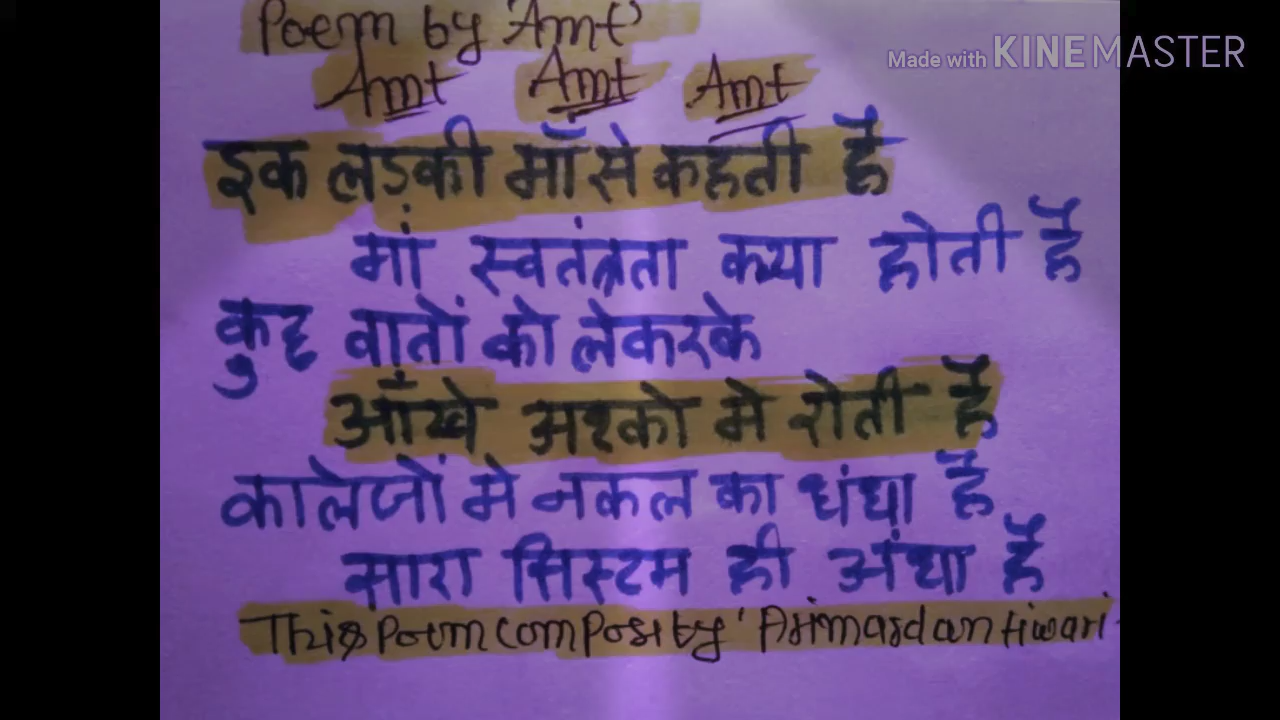 Poem by 'Amt'
Made with KINEMASTER
Amt Amt Amt
इक लड़की माँ से कहती है
मां स्वतंत्रता क्या होती है
कुछ बातों को लेकरके
आँखे अश्को मे रोती है
कालेजों मे नकल का धंधा है
सारा सिस्टम ही अंधा है
This Poem compose by 'Arimardan tiwari